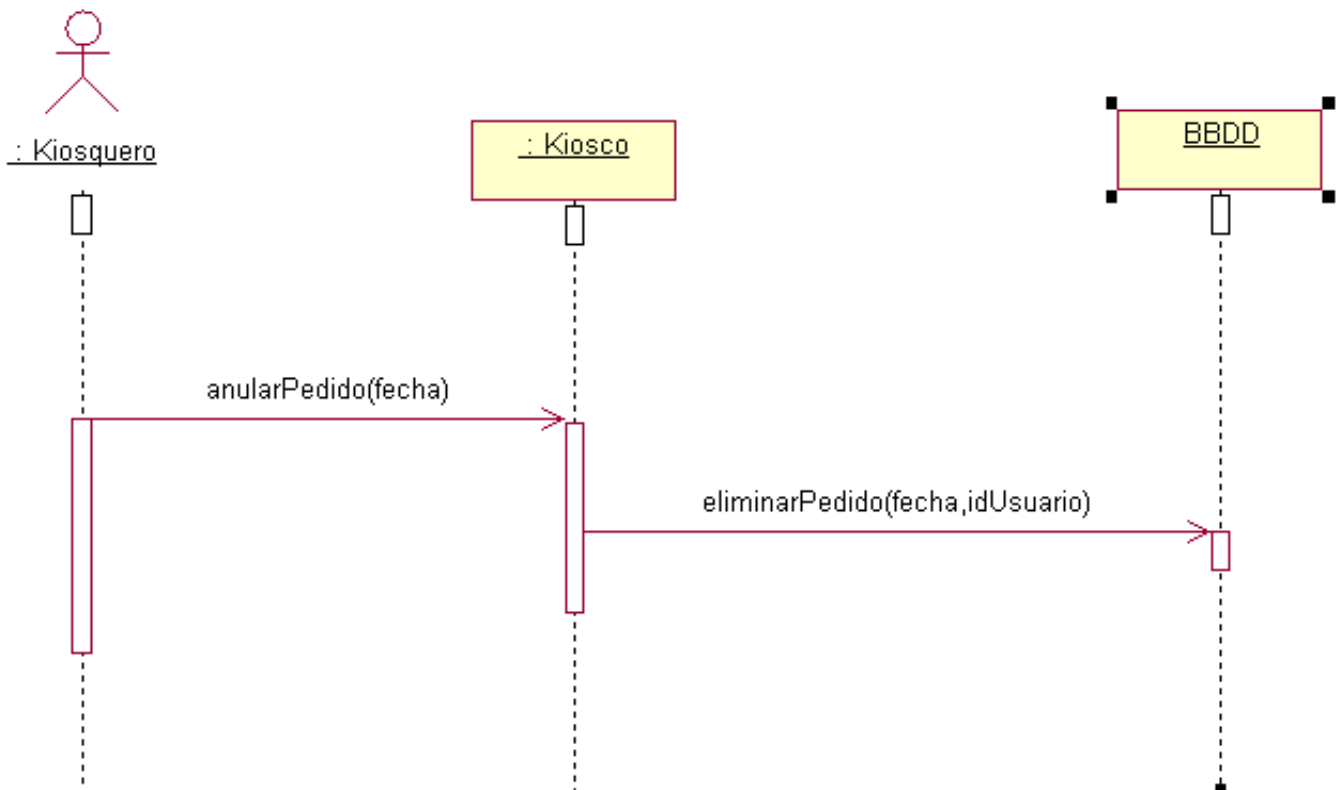 : Kiosquero
: Kiosco
BBDD
anularPedido(fecha)
eliminarPedido(fecha,idUsuario)